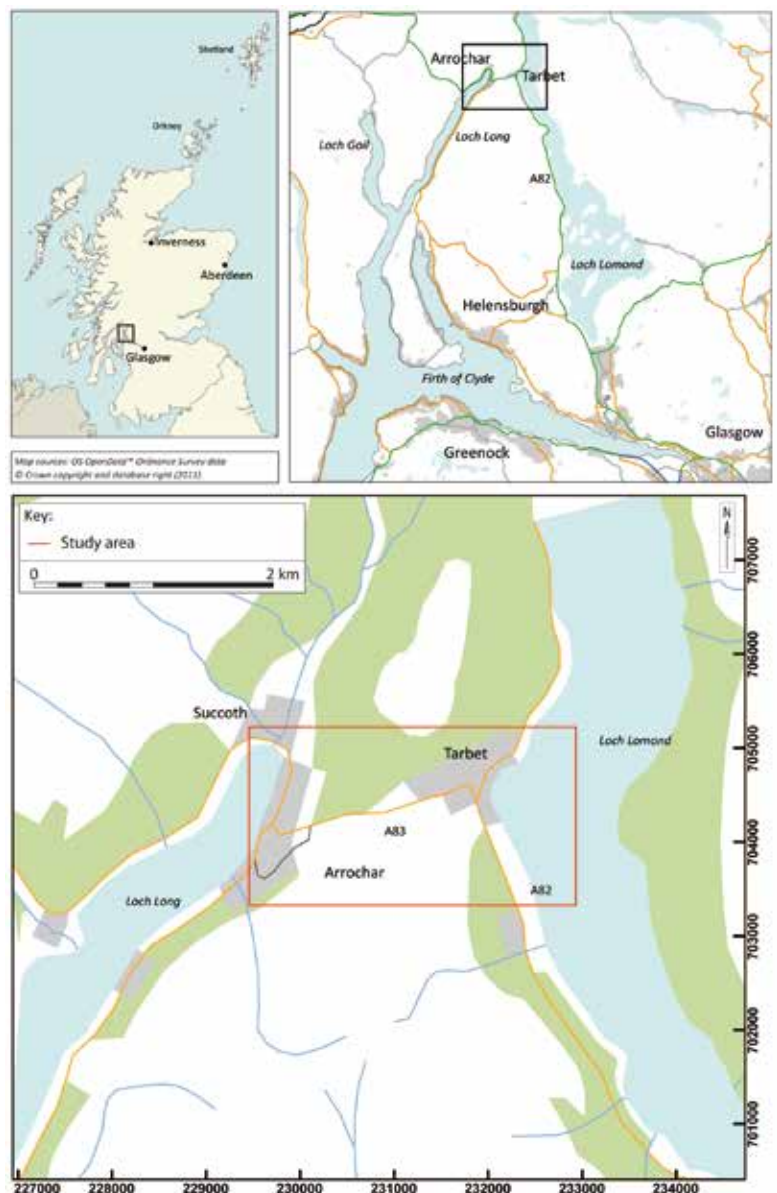 Shetland
Orkney
Inverness
Aberdeen
Glasgow
Map sources: OS OpenData™ Ordnance Survey data
© Crown copyright and database right (2013)
Arrochar
Tarbet
Loch Goil
Loch Long
A82
Loch Lomond
Helensburgh
Firth of Clyde
Glasgow
Greenock
Key:
Study area
0 2 km
N
Succoth
Tarbet
Loch Lomond
A83
Arrochar
Loch Long
A82
707000
706000
705000
704000
703000
702000
701000
227000 228000 229000 230000 231000 232000 233000 234000